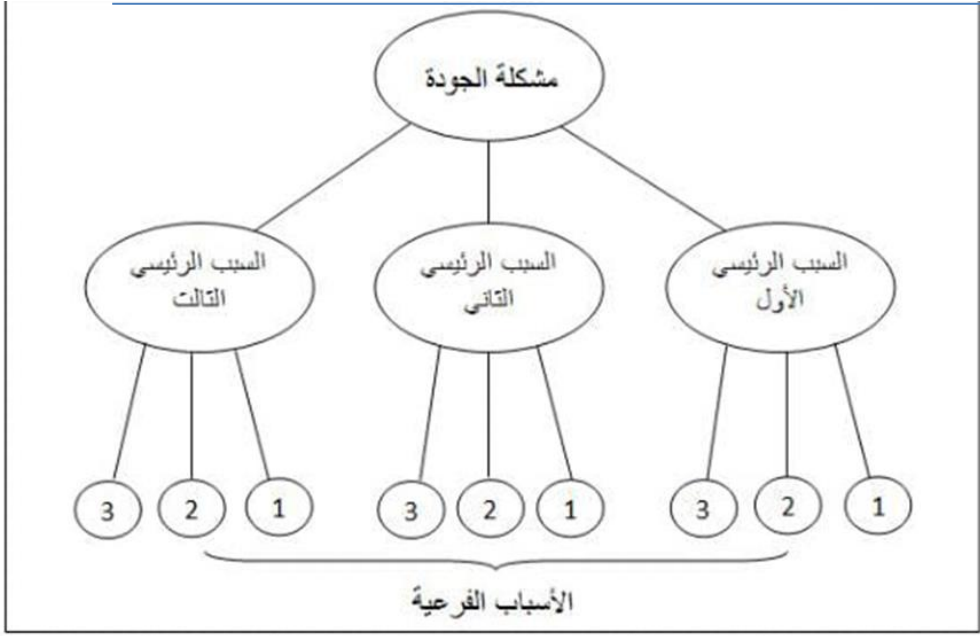 مشكلة الجودة
السبب الرئيسي
الأول
السبب الرئيسي
الثاني
السبب الرئيسي
الثالث
1
2
3
1
2
3
1
2
3
الأسباب الفرعية